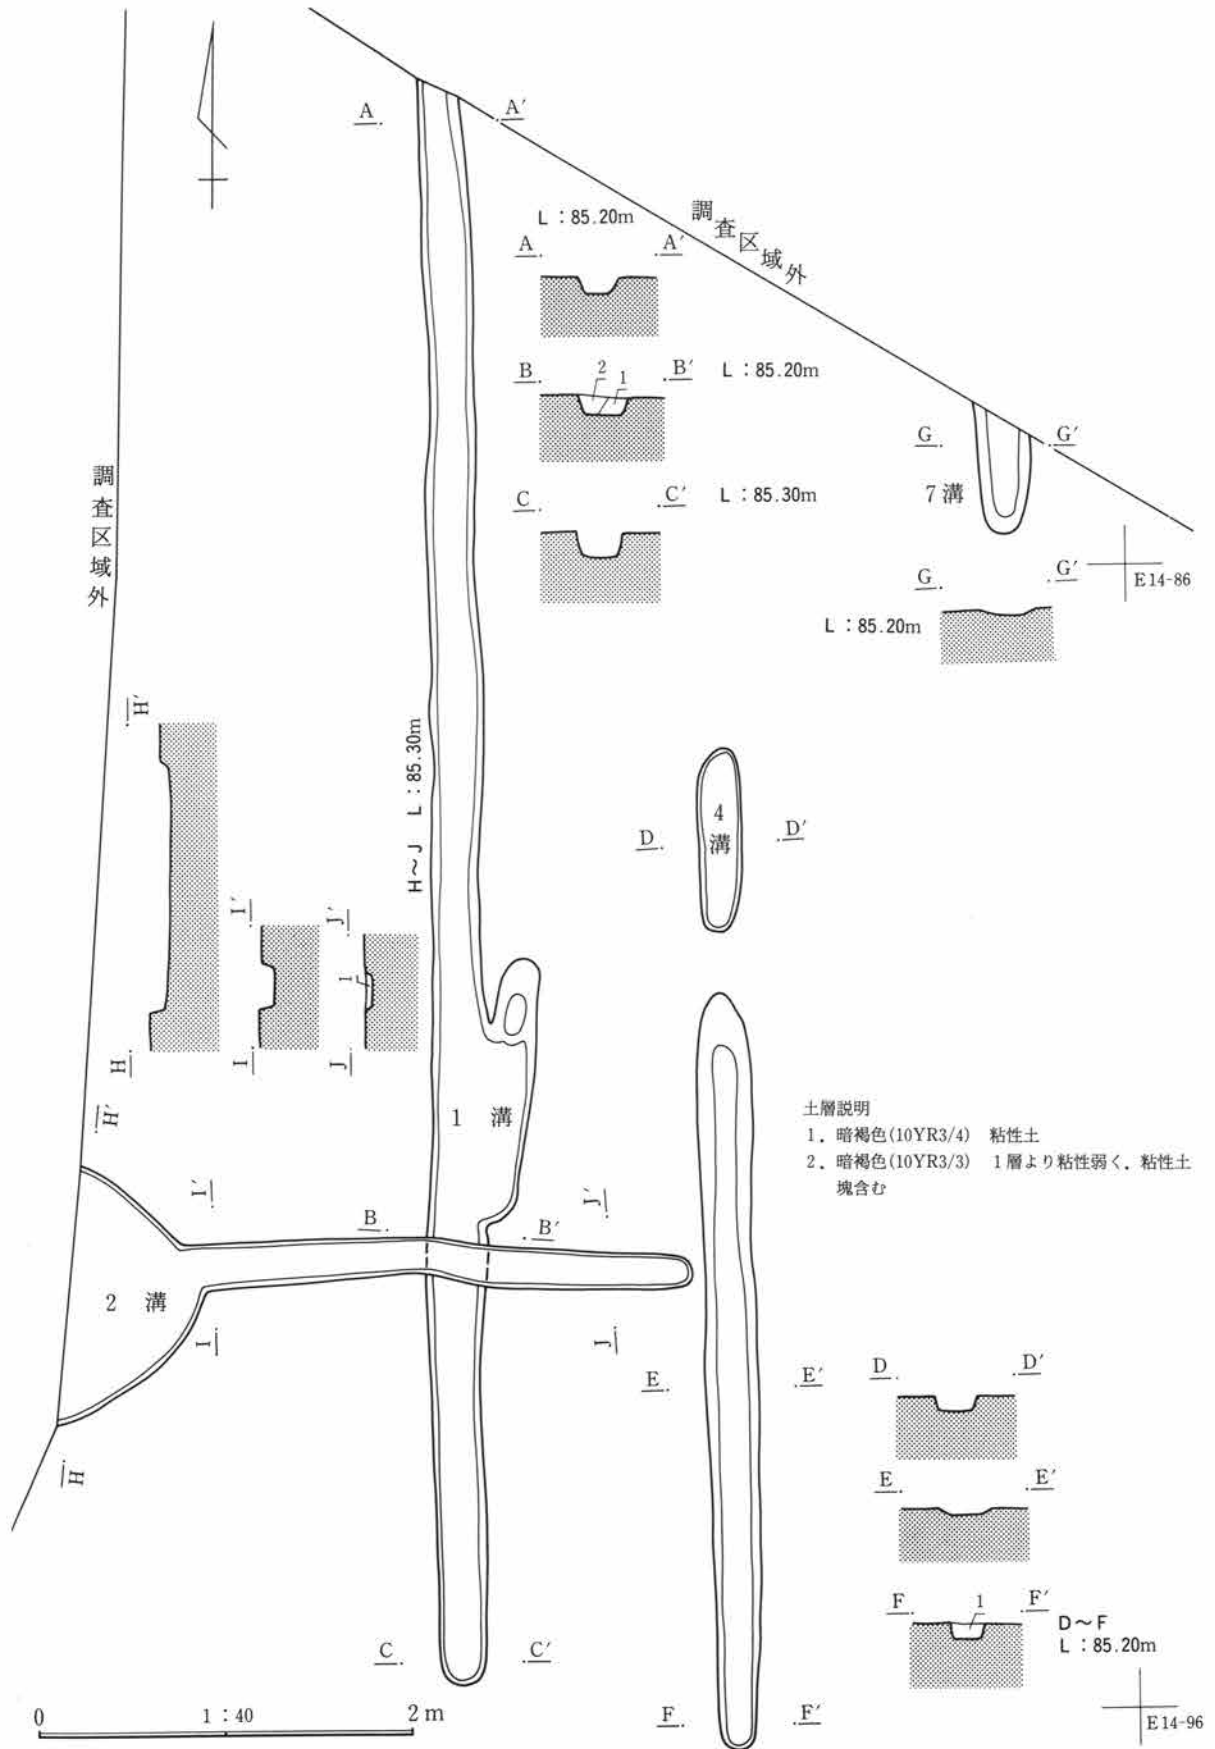 A A′
調査区域外
L：85.20m
A A′
B 2 1 B′ L：85.20m
C C′ L：85.30m
G G′
7溝
G G′
E14-86
L：85.20m
調査区域外
H′
H～J L：85.30m
I′ J′
1
H I J
4溝
D D′
1 溝
土層説明
1．暗褐色(10YR3/4) 粘性土
2．暗褐色(10YR3/3) 1層より粘性弱く，粘性土
塊含む
H′
I′ J′
B B′
2 溝
I J
H
E E′
D D′
E E′
F 1 F′
D～F
L：85.20m
C C′
F F′
E14-96
0 1：40 2m